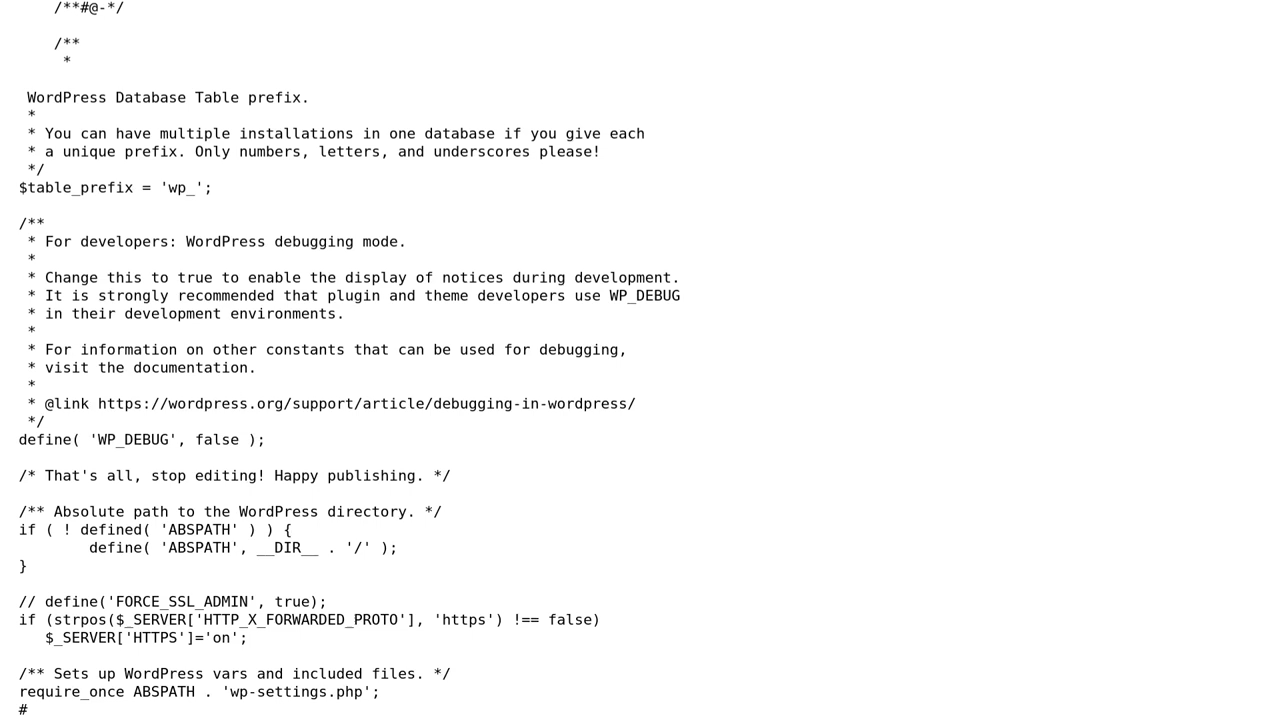 /**#@-*/
/**
*
WordPress Database Table prefix.
*
* You can have multiple installations in one database if you give each
* a unique prefix. Only numbers, letters, and underscores please!
*/
$table_prefix = 'wp_';
/**
* For developers: WordPress debugging mode.
*
* Change this to true to enable the display of notices during development.
* It is strongly recommended that plugin and theme developers use WP_DEBUG
* in their development environments.
*
* For information on other constants that can be used for debugging,
* visit the documentation.
*
* @link https://wordpress.org/support/article/debugging-in-wordpress/
*/
define( 'WP_DEBUG', false );
/* That's all, stop editing! Happy publishing. */
/** Absolute path to the WordPress directory. */
if ( ! defined( 'ABSPATH' ) ) {
define( 'ABSPATH', __DIR__ . '/' );
}
// define('FORCE_SSL_ADMIN', true);
if (strpos($_SERVER['HTTP_X_FORWARDED_PROTO'], 'https') !== false)
$_SERVER['HTTPS']='on';
/** Sets up WordPress vars and included files. */
require_once ABSPATH . 'wp-settings.php';
#